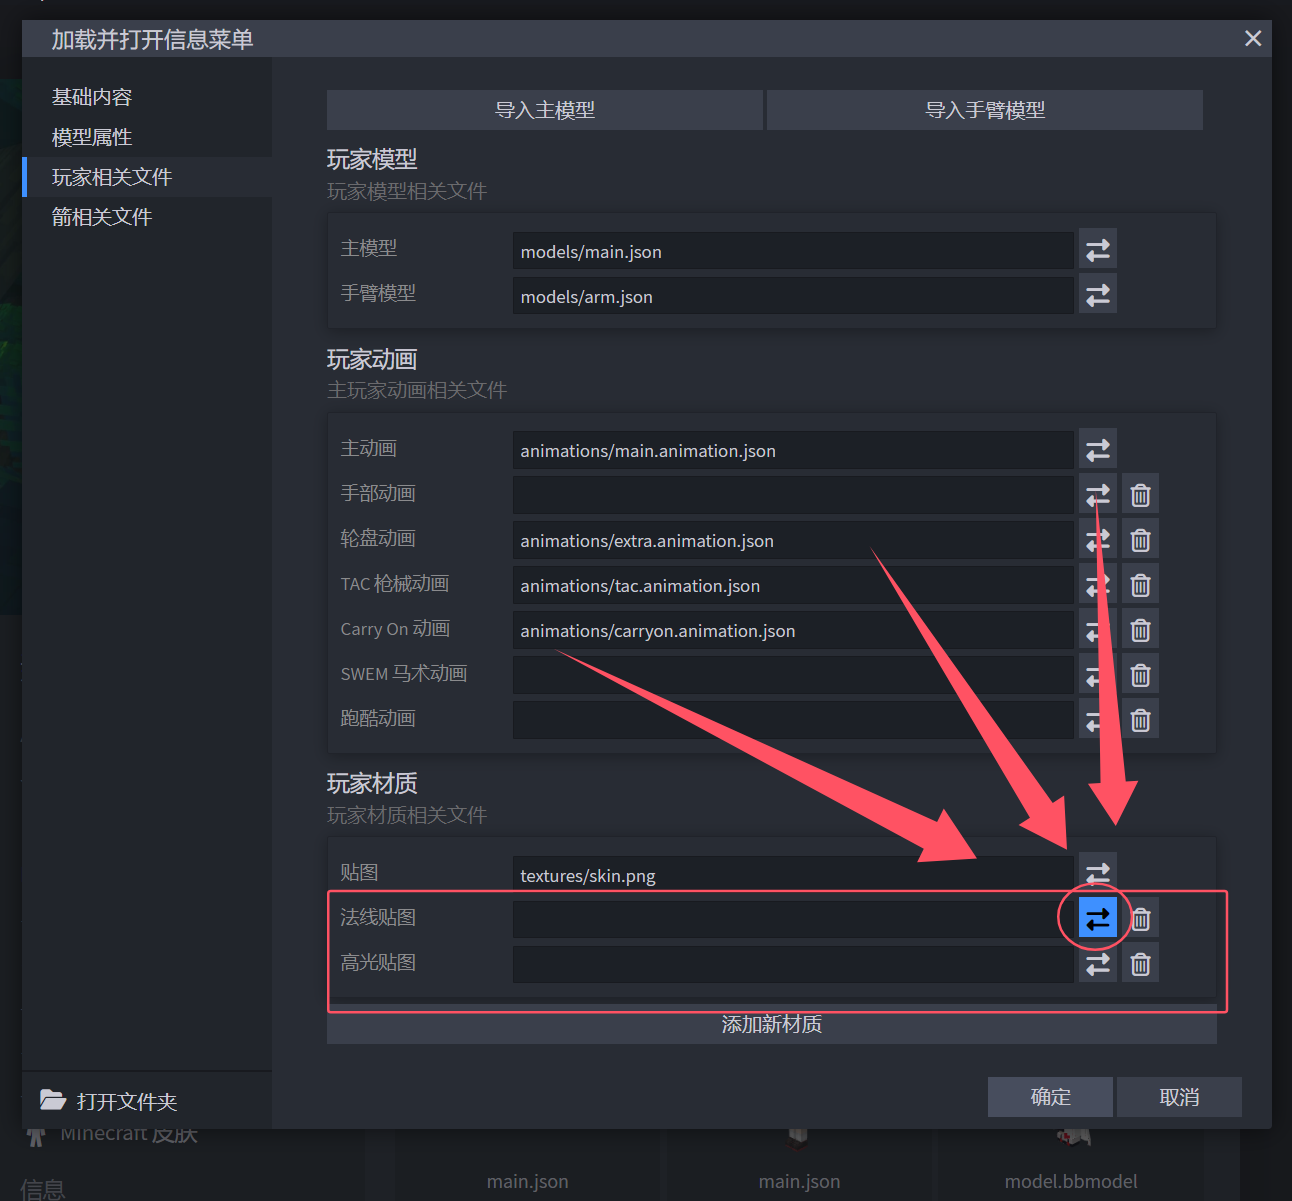 加载并打开信息菜单
基础内容
模型属性
玩家相关文件
箭相关文件
导入主模型
导入手臂模型
玩家模型
玩家模型相关文件
主模型
models/main.json
手臂模型
models/arm.json
玩家动画
主玩家动画相关文件
主动画
animations/main.animation.json
手部动画
轮盘动画
animations/extra.animation.json
TAC 枪械动画
animations/tac.animation.json
Carry On 动画
animations/carryon.animation.json
SWEM 马术动画
跑酷动画
玩家材质
玩家材质相关文件
贴图
textures/skin.png
法线贴图
高光贴图
添加新材质
打开文件夹
确定
取消
Minecraft 皮肤
信息
main.json
main.json
model.bbmodel